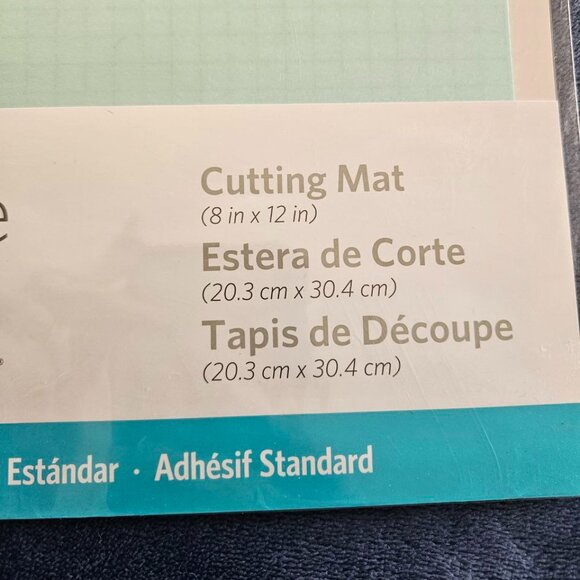 Cutting Mat
(8 in x 12 in)
Estera de Corte
(20.3 cm x 30.4 cm)
Tapis de Découpe
(20.3 cm x 30.4 cm)
®
Estándar · Adhésif Standard